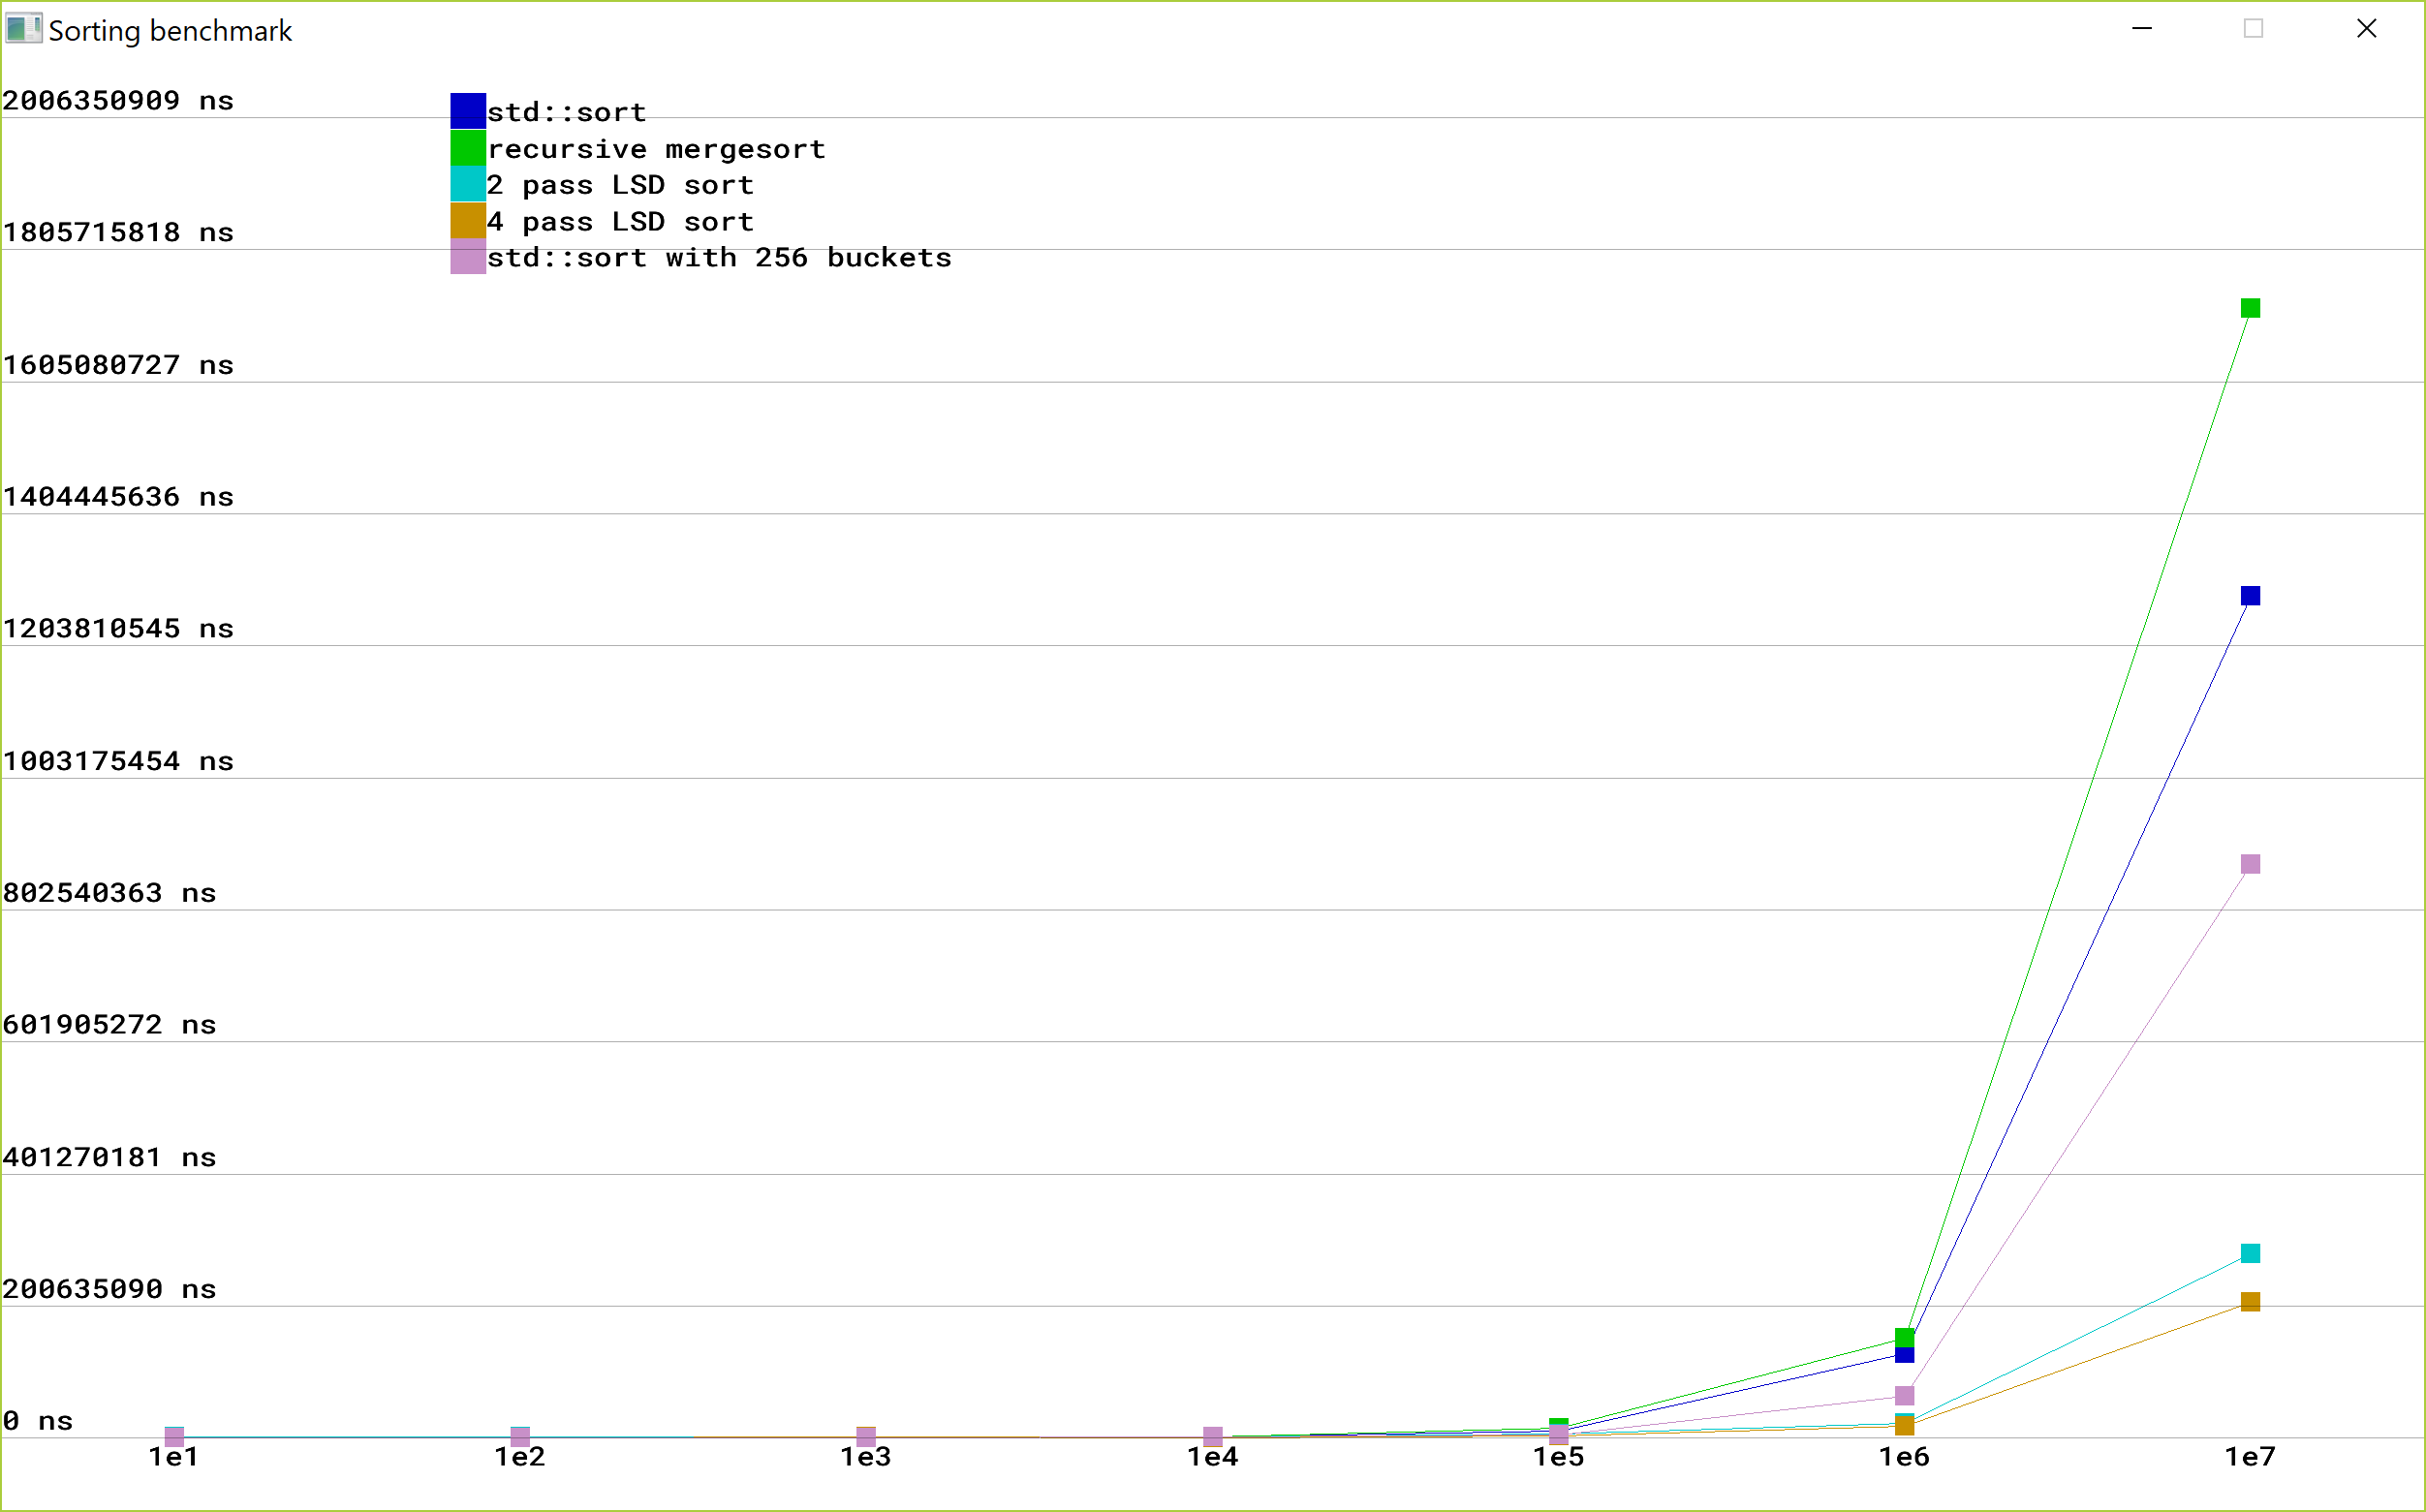 Sorting benchmark
2006350909 ns
std::sort
recursive mergesort
2 pass LSD sort
4 pass LSD sort
1805715818 ns
std::sort with 256 buckets
1605080727 ns
1404445636 ns
1203810545 ns
1003175454 ns
802540363 ns
601905272 ns
401270181 ns
200635090 ns
0 ns
1e1 1e2 1e3 1e4 1e5 1e6 1e7